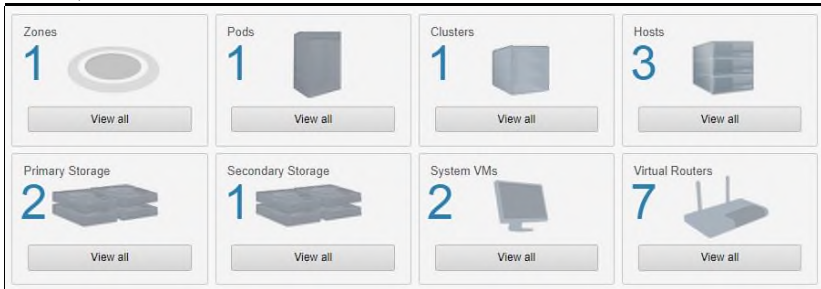 Zones
1
View all
Pods
1
View all
Clusters
1
View all
Hosts
3
View all
Primary Storage
2
View all
Secondary Storage
1
View all
System VMs
2
View all
Virtual Routers
7
View all